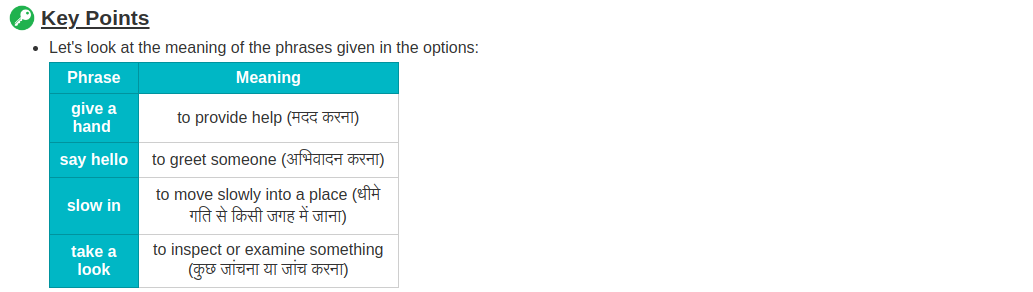 Key Points
Let's look at the meaning of the phrases given in the options:
Phrase Meaning
give a hand to provide help (मदद करना)
say hello to greet someone (अभिवादन करना)
slow in to move slowly into a place (धीमे
गति से किसी जगह में जाना)
take a look to inspect or examine something
(कुछ जांचना या जांच करना)